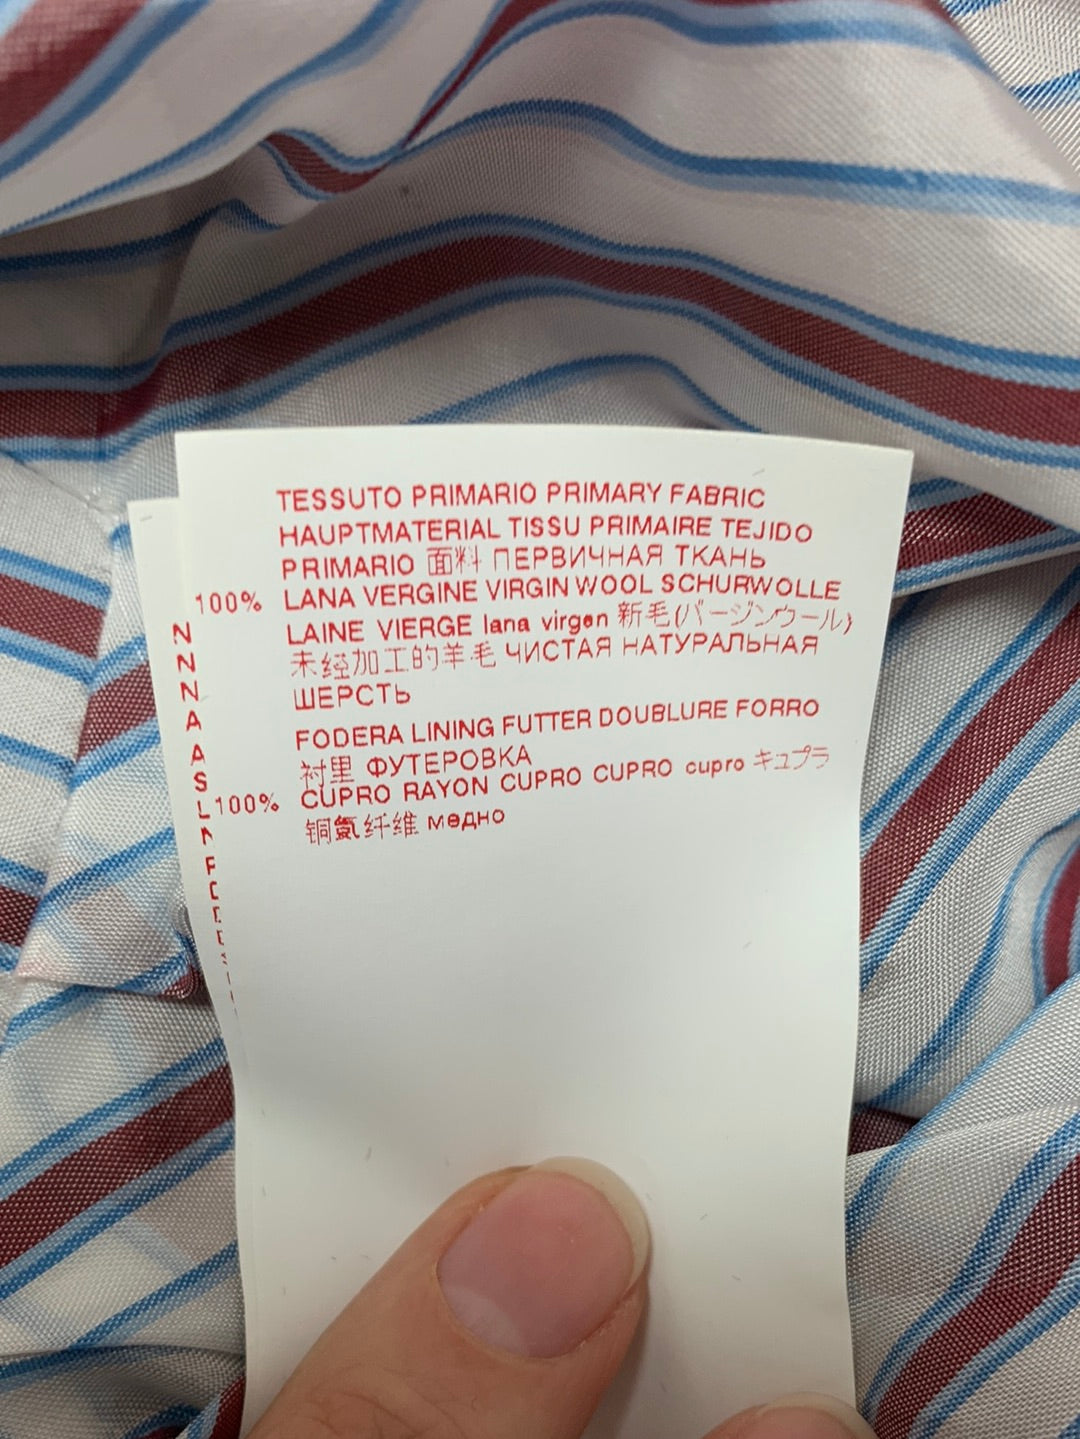 TESSUTO PRIMARIO PRIMARY FABRIC
HAUPTMATERIAL TISSU PRIMAIRE TEJIDO
PRIMARIO 面料 ПЕРВИЧНАЯ ТКАНЬ
100% LANA VERGINE VIRGIN WOOL SCHURWOLLE
LAINE VIERGE lana virgen 新毛(バージンウール)
未经加工的羊毛 ЧИСТАЯ НАТУРАЛЬНАЯ
ШЕРСТЬ
FODERA LINING FUTTER DOUBLURE FORRO
衬里 ФУТЕРОВКА
100% CUPRO RAYON CUPRO CUPRO cupro キュプラ
铜氨纤维 медно
N
N
N
A
A
S
L